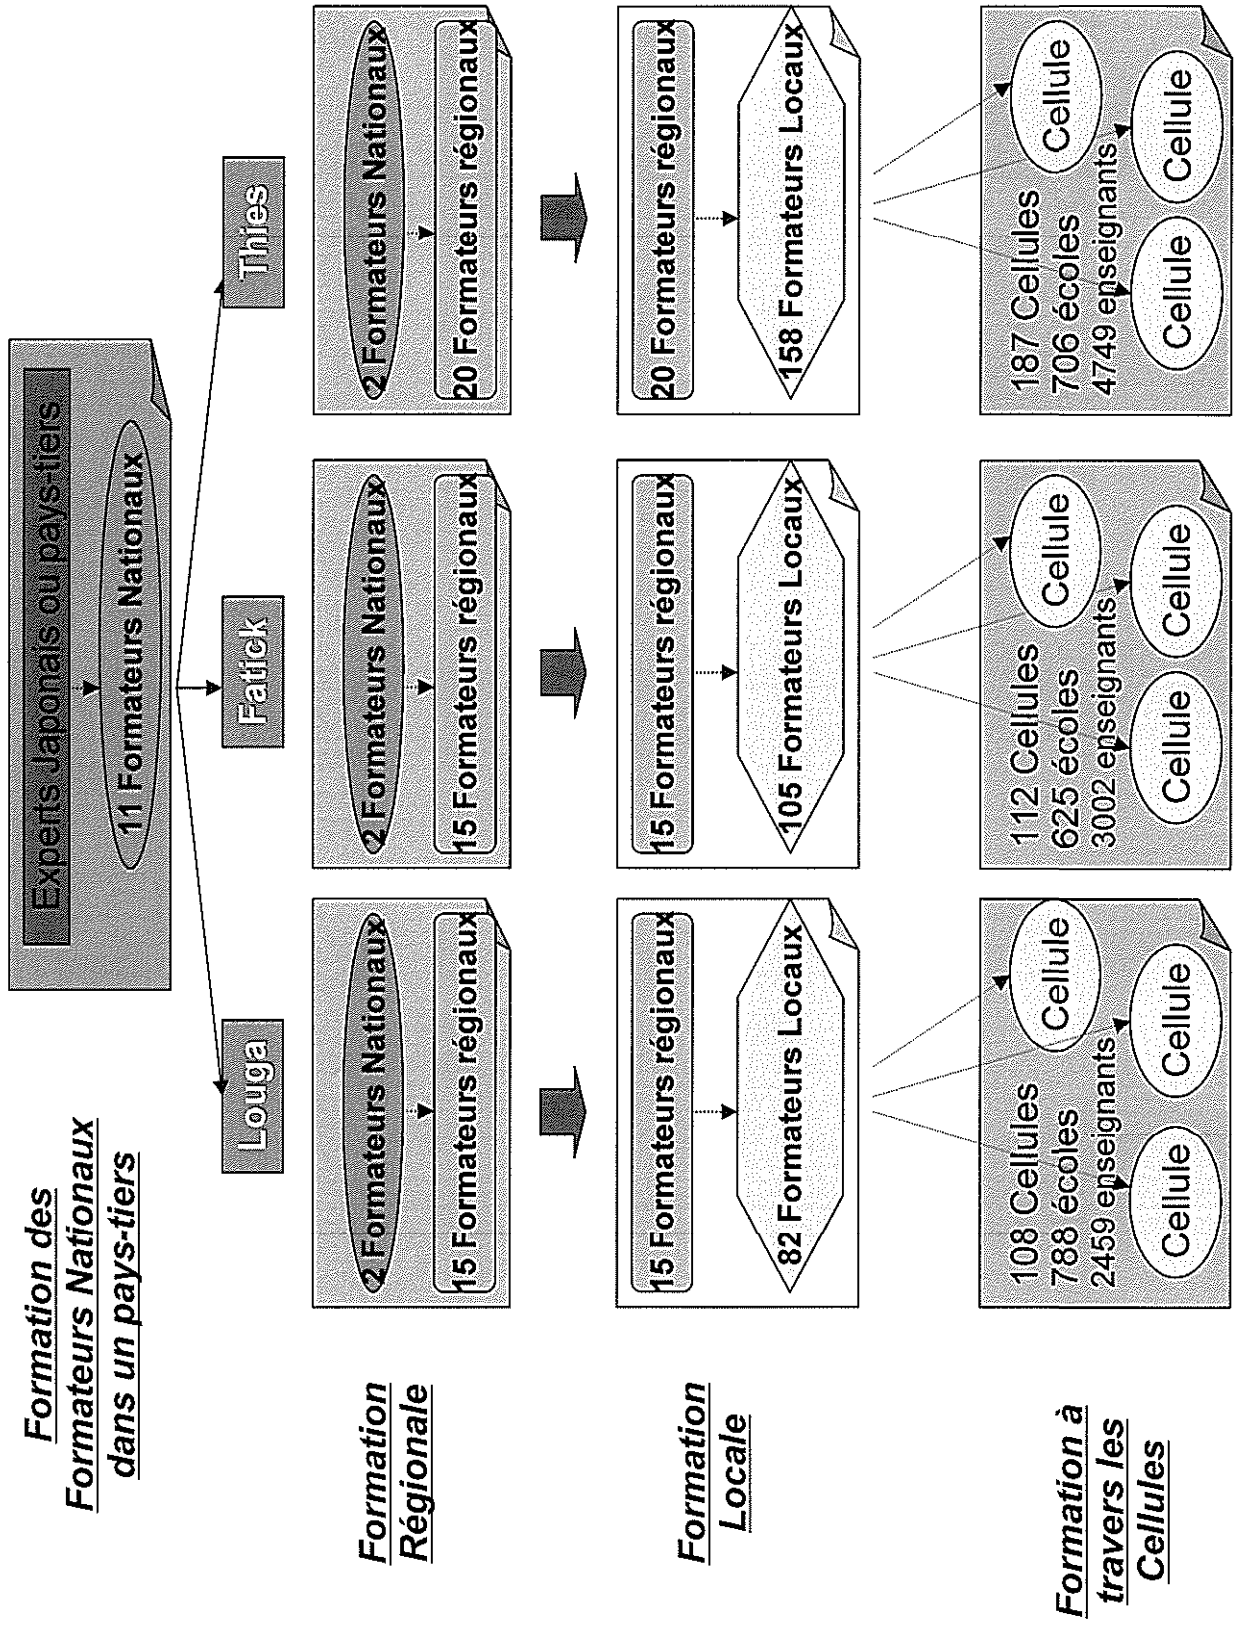 Formation des
Formateurs Nationaux
dans un pays-tiers
Experts Japonais ou pays-tiers
11 Formateurs Nationaux
Louga
Fatick
Thies
Formation
Régionale
2 Formateurs Nationaux
15 Formateurs régionaux
2 Formateurs Nationaux
15 Formateurs régionaux
2 Formateurs Nationaux
20 Formateurs régionaux
Formation
Locale
15 Formateurs régionaux
82 Formateurs Locaux
15 Formateurs régionaux
105 Formateurs Locaux
20 Formateurs régionaux
158 Formateurs Locaux
Formation à
travers les
Cellules
108 Cellules
788 écoles
2459 enseignants
Cellule
Cellule
Cellule
112 Cellules
625 écoles
3002 enseignants
Cellule
Cellule
Cellule
187 Cellules
706 écoles
4749 enseignants
Cellule
Cellule
Cellule